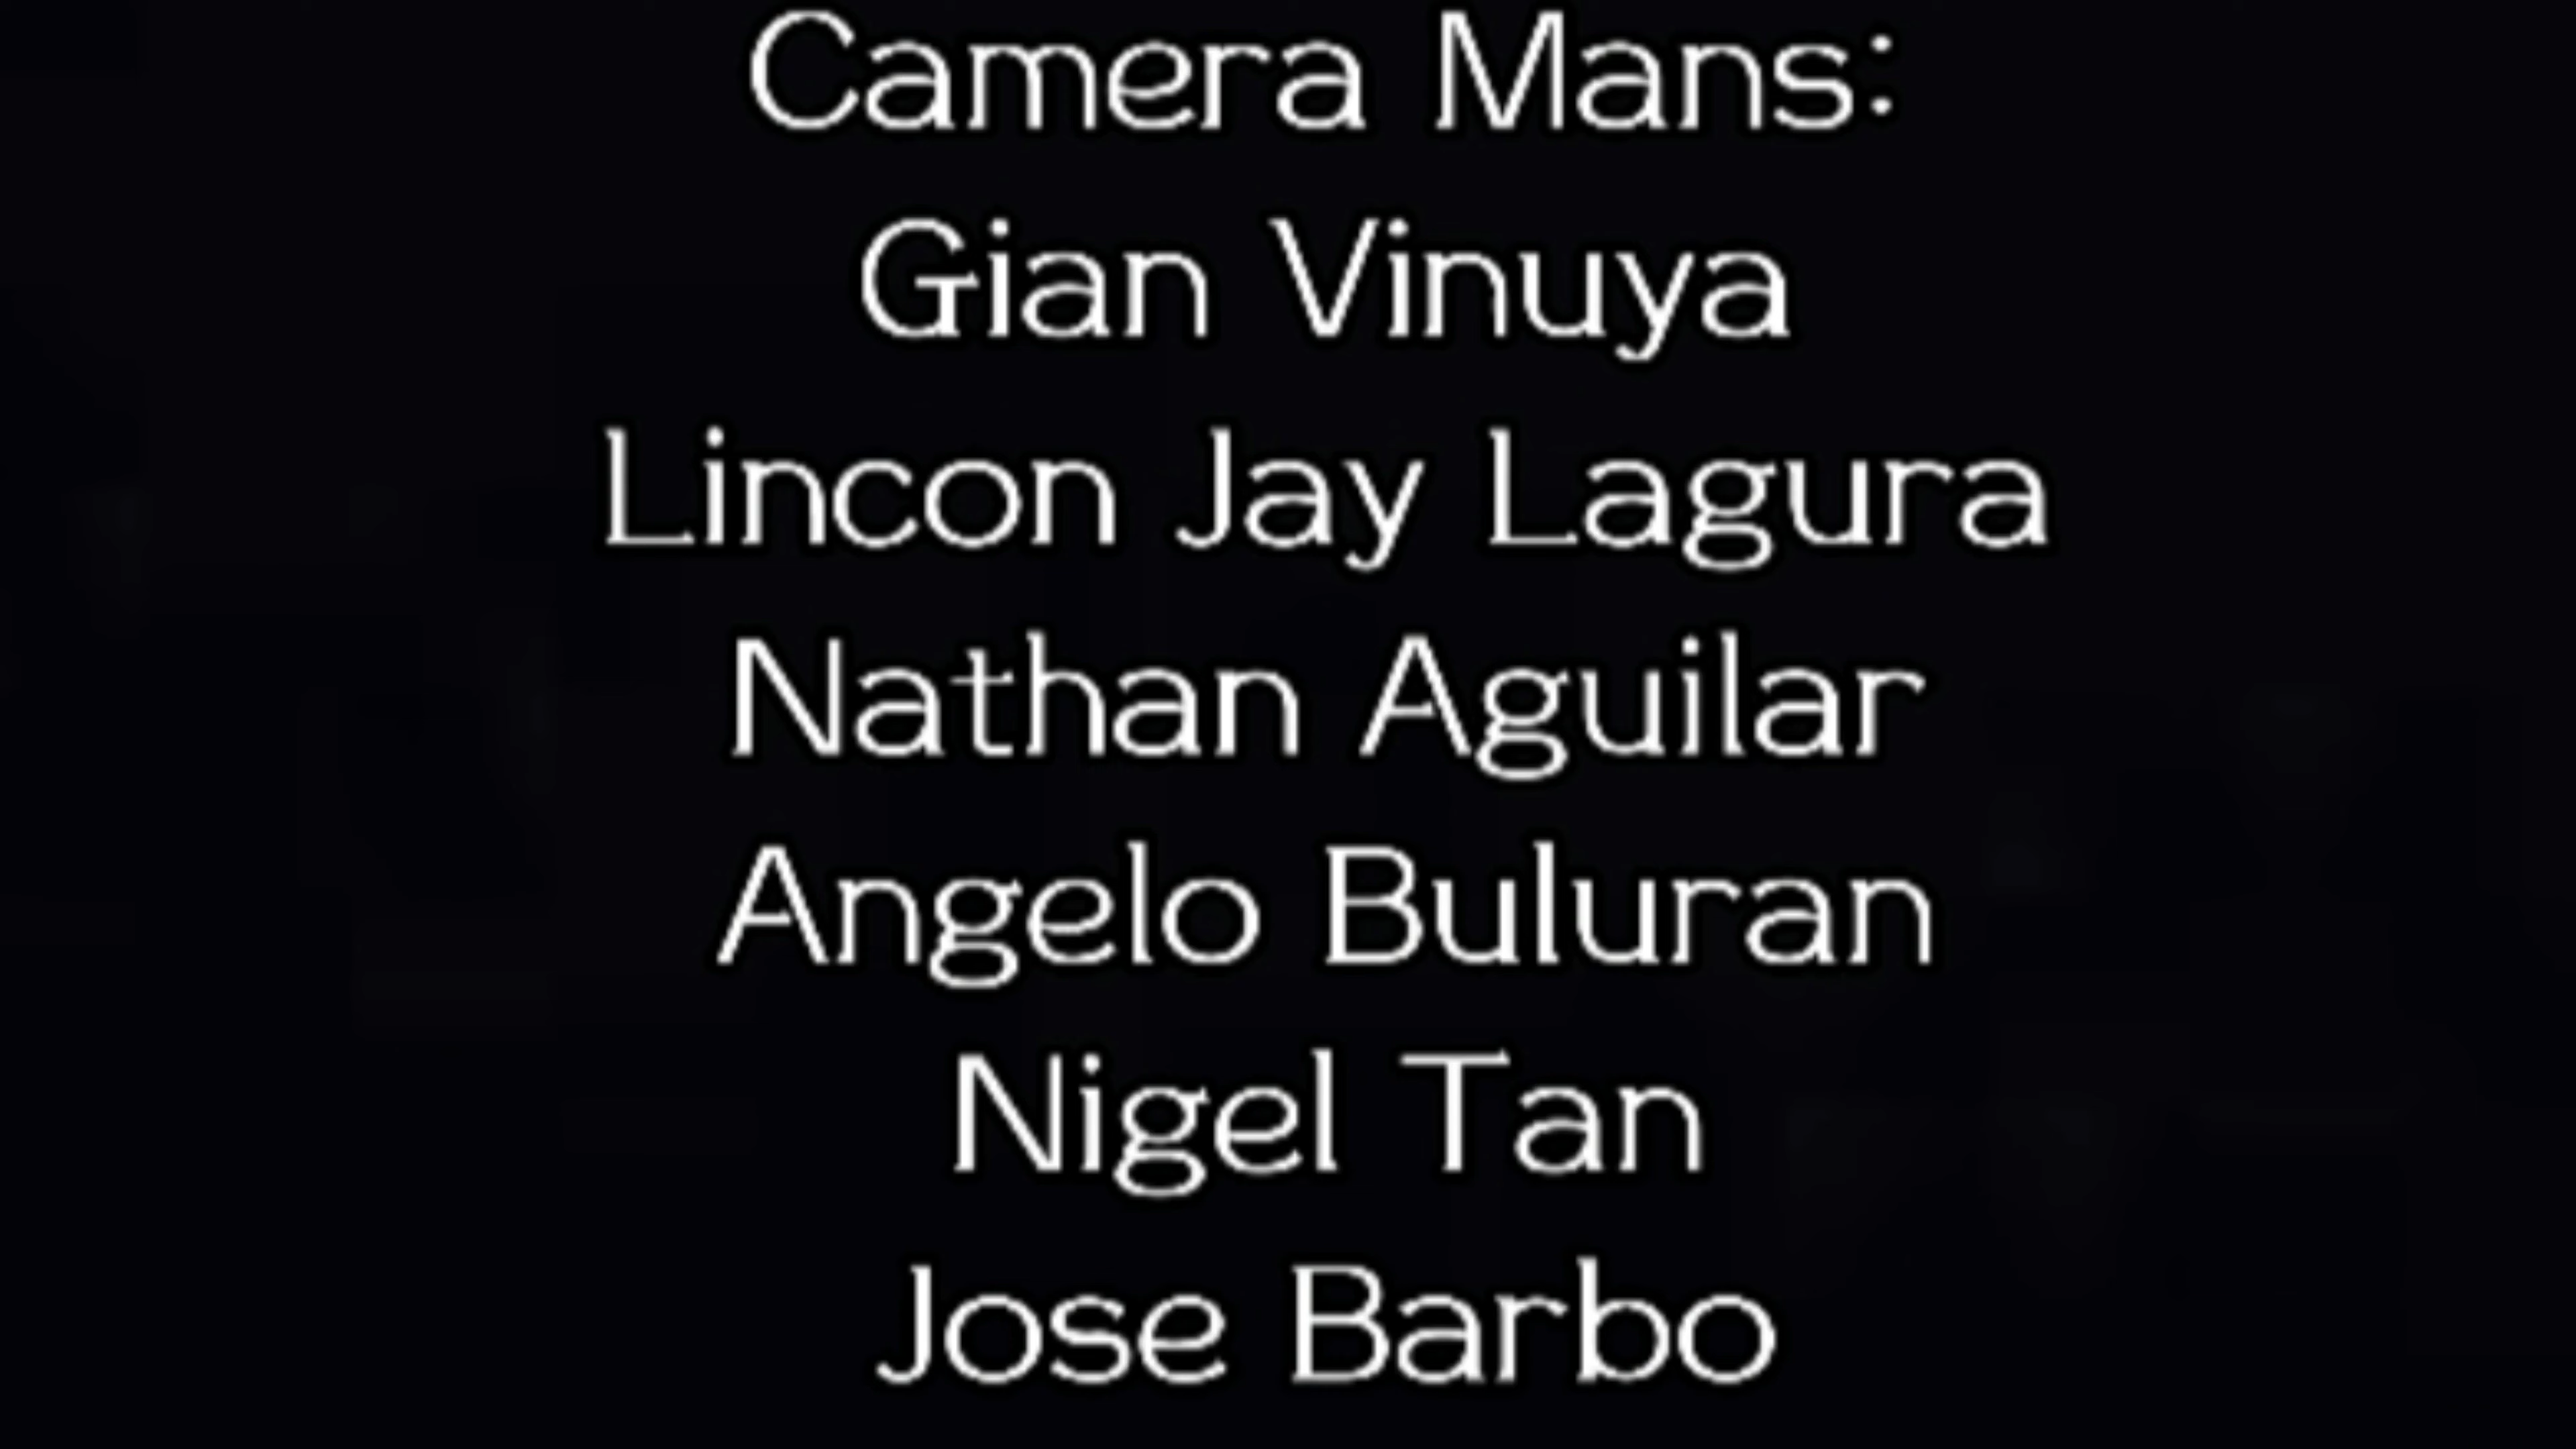 Camera Mans:
Gian Vinuya
Lincon Jay Lagura
Nathan Aguilar
Angelo Buluran
Nigel Tan
Jose Barbo